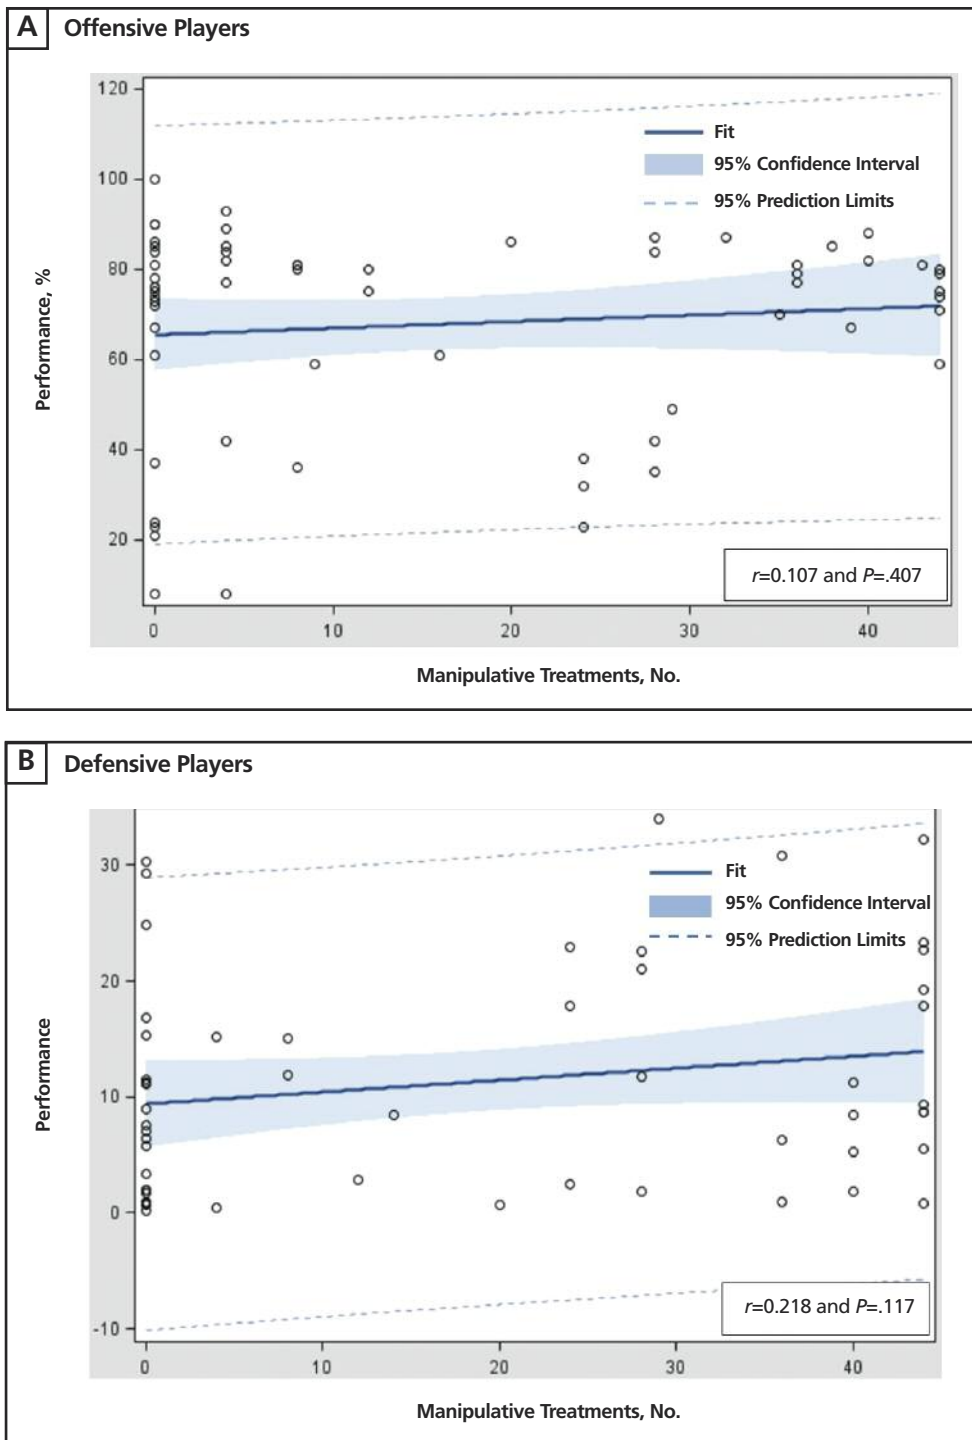 A Offensive Players
120
100
80
60
40
20
Performance, %
Fit
95% Confidence Interval
95% Prediction Limits
r=0.107 and P=.407
0 10 20 30 40
Manipulative Treatments, No.
B Defensive Players
30
20
10
0
-10
Performance
Fit
95% Confidence Interval
95% Prediction Limits
r=0.218 and P=.117
0 10 20 30 40
Manipulative Treatments, No.